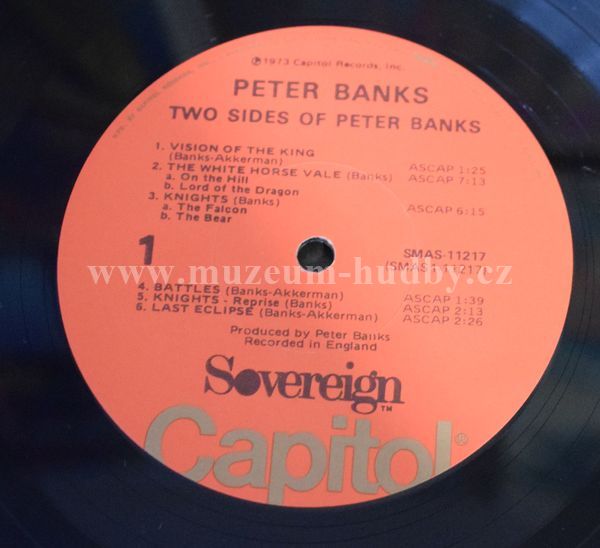 ℗1973 Capitol Records, Inc.
PETER BANKS
TWO SIDES OF PETER BANKS
1. VISION OF THE KING
(Banks-Akkerman) ASCAP 1:25
2. THE WHITE HORSE VALE (Banks) ASCAP 7:13
a. On the Hill
b. Lord of the Dragon
3. KNIGHTS (Banks) ASCAP 6:15
a. The Falcon
b. The Bear
1
SMAS-11217
(SMAS1-11217)
www.muzeum-hudby.cz
4. BATTLES (Banks-Akkerman) ASCAP 1:39
5. KNIGHTS - Reprise (Banks) ASCAP 2:13
6. LAST ECLIPSE (Banks-Akkerman) ASCAP 2:26
Produced by Peter Banks
Recorded in England
Sovereign™
Capitol®